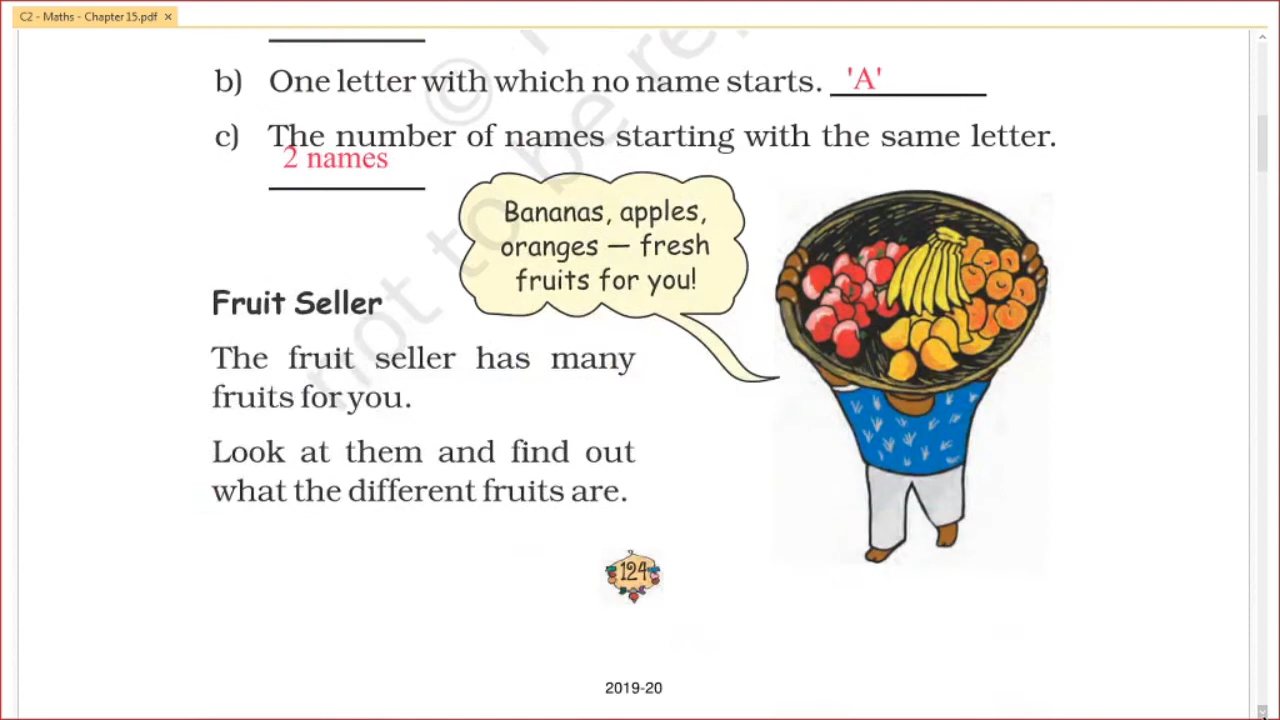 C2 - Maths - Chapter 15.pdf ×
b) One letter with which no name starts. 'A'
c) The number of names starting with the same letter.
2 names
Bananas, apples,
oranges — fresh
fruits for you!
Fruit Seller
The fruit seller has many
fruits for you.
Look at them and find out
what the different fruits are.
124
2019-20